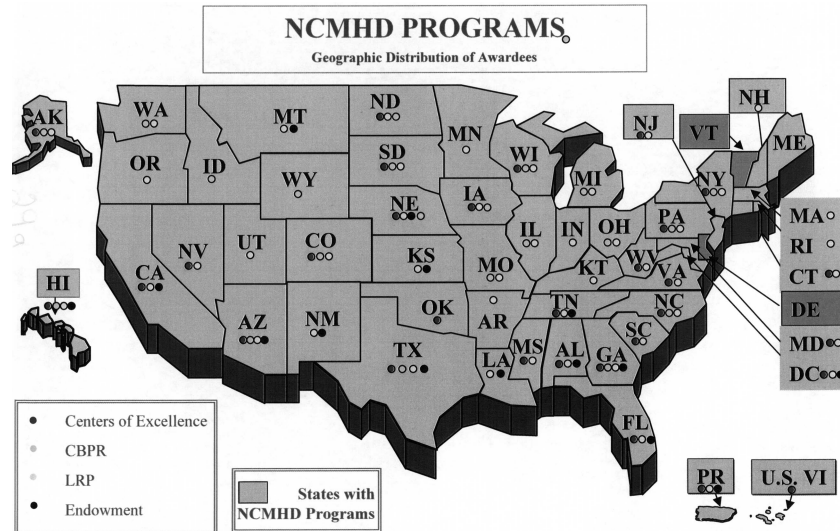 NCMHD PROGRAMS
Geographic Distribution of Awardees
AK
WA
OR
ID
MT
WY
ND
SD
NE
MN
IA
WI
MI
NV
UT
CO
KS
CA
AZ
NM
OK
TX
MO
AR
LA
IL
IN
OH
KT
TN
MS
AL
GA
FL
SC
NC
VA
WV
PA
NY
NJ
VT
NH
ME
MA
RI
CT
DE
MD
DC
HI
PR
U.S. VI
Centers of Excellence
CBPR
LRP
Endowment
States with
NCMHD Programs